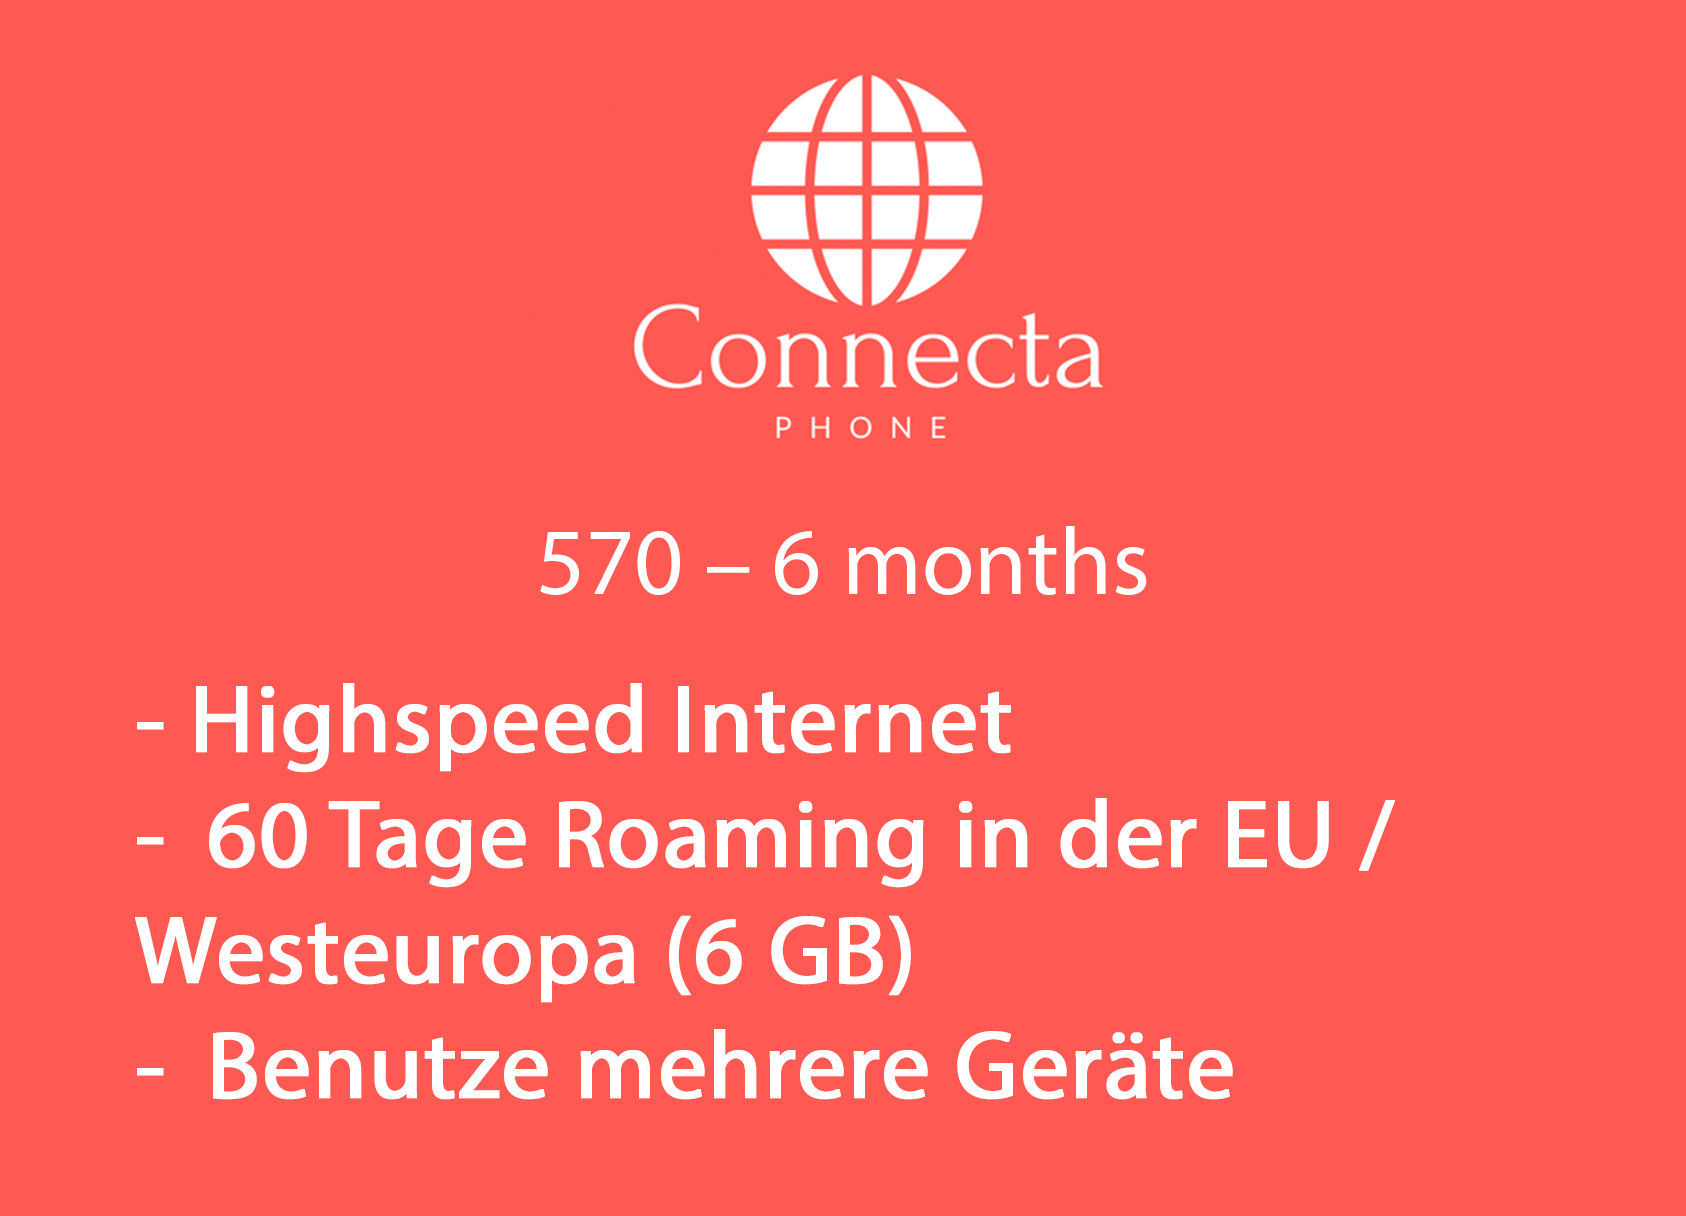 Connecta
PHONE
570 – 6 months
- Highspeed Internet
- 60 Tage Roaming in der EU /
Westeuropa (6 GB)
- Benutze mehrere Geräte